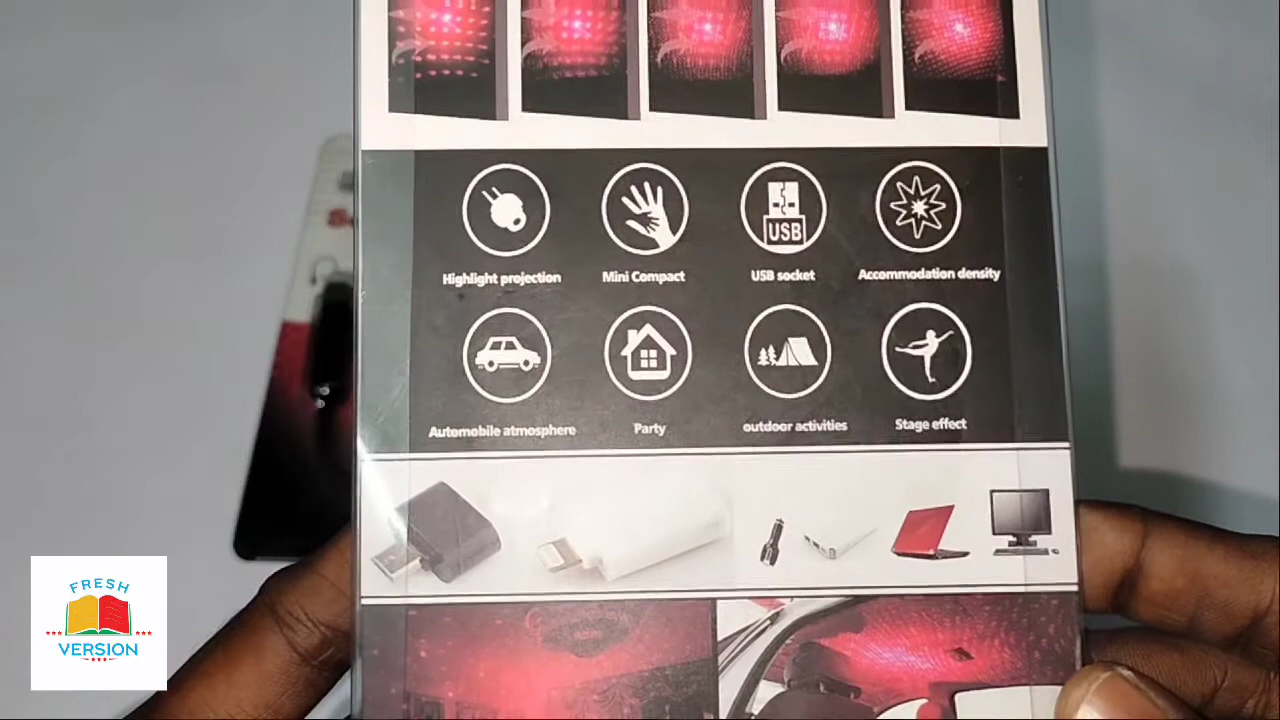 USB
Highlight projection
Mini Compact
USB socket
Accommodation density
Automobile atmosphere
Party
outdoor activities
Stage effect
FRESH
VERSION